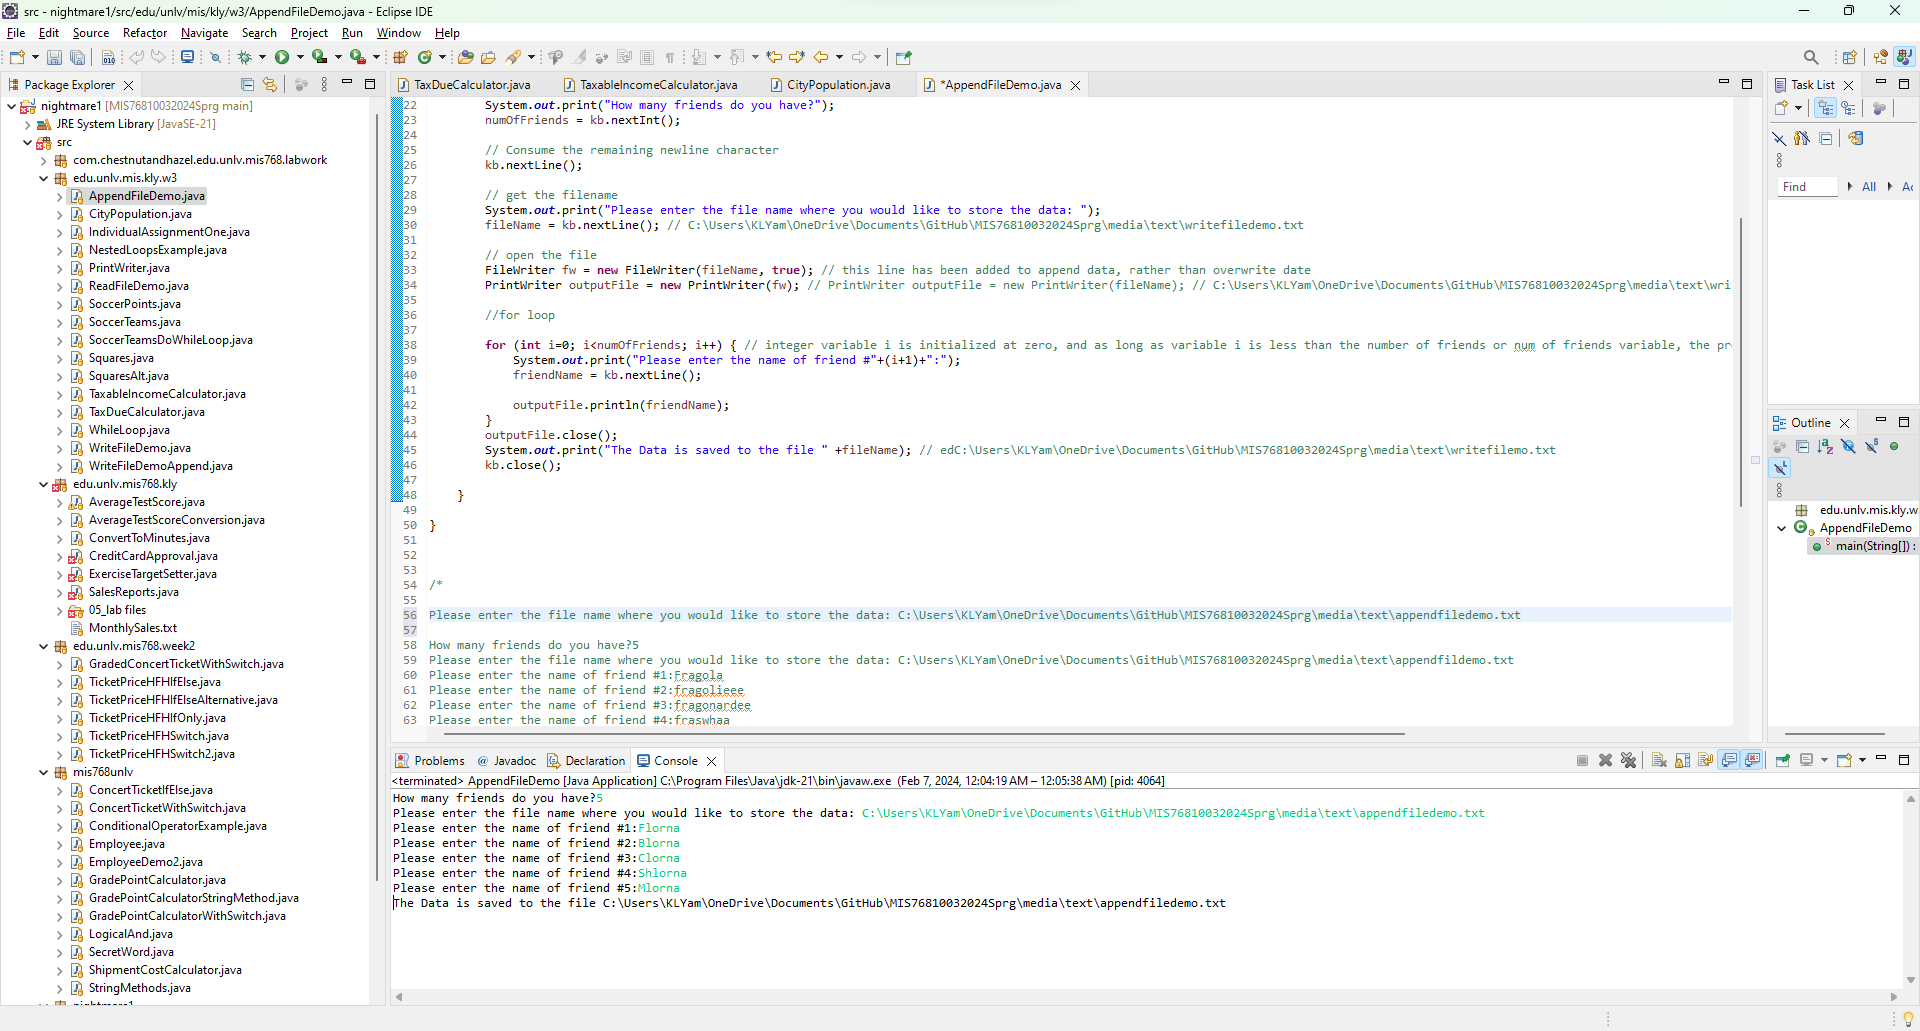 src - nightmare1/src/edu/unlv/mis/kly/w3/AppendFileDemo.java - Eclipse IDE
File Edit Source Refactor Navigate Search Project Run Window Help
Package Explorer
nightmare1 [MIS76810032024Sprg main]
JRE System Library [JavaSE-21]
src
com.chestnutandhazel.edu.unlv.mis768.labwork
edu.unlv.mis.kly.w3
AppendFileDemo.java
CityPopulation.java
IndividualAssignmentOne.java
NestedLoopsExample.java
PrintWriter.java
ReadFileDemo.java
SoccerPoints.java
SoccerTeams.java
SoccerTeamsDoWhileLoop.java
Squares.java
SquaresAlt.java
TaxableIncomeCalculator.java
TaxDueCalculator.java
WhileLoop.java
WriteFileDemo.java
WriteFileDemoAppend.java
edu.unlv.mis768.kly
AverageTestScore.java
AverageTestScoreConversion.java
ConvertToMinutes.java
CreditCardApproval.java
ExerciseTargetSetter.java
SalesReports.java
05_lab files
MonthlySales.txt
edu.unlv.mis768.week2
GradedConcertTicketWithSwitch.java
TicketPriceHFHIfElse.java
TicketPriceHFHIfElseAlternative.java
TicketPriceHFHIfOnly.java
TicketPriceHFHSwitch.java
TicketPriceHFHSwitch2.java
mis768unlv
ConcertTicketIfElse.java
ConcertTicketWithSwitch.java
ConditionalOperatorExample.java
Employee.java
EmployeeDemo2.java
GradePointCalculator.java
GradePointCalculatorStringMethod.java
GradePointCalculatorWithSwitch.java
LogicalAnd.java
SecretWord.java
ShipmentCostCalculator.java
StringMethods.java
TaxDueCalculator.java TaxableIncomeCalculator.java CityPopulation.java *AppendFileDemo.java
22 System.out.print("How many friends do you have?");
23 numOfFriends = kb.nextInt();
24
25 // Consume the remaining newline character
26 kb.nextLine();
27
28 // get the filename
29 System.out.print("Please enter the file name where you would like to store the data: ");
30 fileName = kb.nextLine(); // C:\Users\KLYam\OneDrive\Documents\GitHub\MIS76810032024Sprg\media\text\writefiledemo.txt
31
32 // open the file
33 FileWriter fw = new FileWriter(fileName, true); // this line has been added to append data, rather than overwrite date
34 PrintWriter outputFile = new PrintWriter(fw); // PrintWriter outputFile = new PrintWriter(fileName); // C:\Users\KLYam\OneDrive\Documents\GitHub\MIS76810032024Sprg\media\text\wri
35
36 //for loop
37
38 for (int i=0; i<numOfFriends; i++) { // integer variable i is initialized at zero, and as long as variable i is less than the number of friends or num of friends variable, the pr
39 System.out.print("Please enter the name of friend #"+(i+1)+":");
40 friendName = kb.nextLine();
41
42 outputFile.println(friendName);
43 }
44 outputFile.close();
45 System.out.print("The Data is saved to the file " +fileName); // edC:\Users\KLYam\OneDrive\Documents\GitHub\MIS76810032024Sprg\media\text\writefilemo.txt
46 kb.close();
47
48 }
49
50 }
51
52
53
54 /*
55
56 Please enter the file name where you would like to store the data: C:\Users\KLYam\OneDrive\Documents\GitHub\MIS76810032024Sprg\media\text\appendfiledemo.txt
57
58 How many friends do you have?5
59 Please enter the file name where you would like to store the data: C:\Users\KLYam\OneDrive\Documents\GitHub\MIS76810032024Sprg\media\text\appendfildemo.txt
60 Please enter the name of friend #1:Fragola
61 Please enter the name of friend #2:fragolieee
62 Please enter the name of friend #3:fragonardee
63 Please enter the name of friend #4:fraswhaa
Problems Javadoc Declaration Console
<terminated> AppendFileDemo [Java Application] C:\Program Files\Java\jdk-21\bin\javaw.exe (Feb 7, 2024, 12:04:19 AM – 12:05:38 AM) [pid: 4064]
How many friends do you have?5
Please enter the file name where you would like to store the data: C:\Users\KLYam\OneDrive\Documents\GitHub\MIS76810032024Sprg\media\text\appendfiledemo.txt
Please enter the name of friend #1:Florna
Please enter the name of friend #2:Blorna
Please enter the name of friend #3:Clorna
Please enter the name of friend #4:Shlorna
Please enter the name of friend #5:Mlorna
The Data is saved to the file C:\Users\KLYam\OneDrive\Documents\GitHub\MIS76810032024Sprg\media\text\appendfiledemo.txt
Task List
Find All Ac
Outline
edu.unlv.mis.kly.w
AppendFileDemo
main(String[]) :